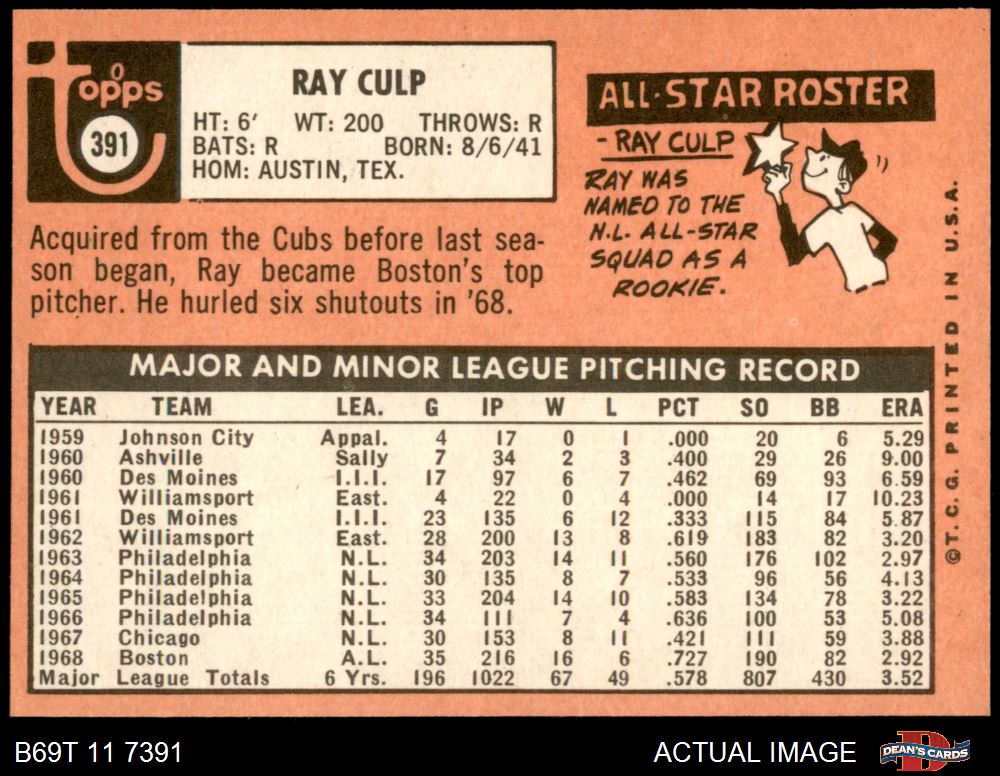 Topps
391
RAY CULP
HT: 6' WT: 200 THROWS: R
BATS: R BORN: 8/6/41
HOM: AUSTIN, TEX.
Acquired from the Cubs before last sea-
son began, Ray became Boston's top
pitcher. He hurled six shutouts in '68.
ALL-STAR ROSTER
- RAY CULP
RAY WAS
NAMED TO THE
N.L. ALL-STAR
SQUAD AS A
ROOKIE.
©T.C.G. PRINTED IN U.S.A.
MAJOR AND MINOR LEAGUE PITCHING RECORD
YEAR TEAM LEA. G IP W L PCT SO BB ERA
1959 Johnson City Appal. 4 17 0 1 .000 20 6 5.29
1960 Ashville Sally 7 34 2 3 .400 29 26 9.00
1960 Des Moines I.I.I. 17 97 6 7 .462 69 93 6.59
1961 Williamsport East. 4 22 0 4 .000 14 17 10.23
1961 Des Moines I.I.I. 23 135 6 12 .333 115 84 5.87
1962 Williamsport East. 28 200 13 8 .619 183 82 3.20
1963 Philadelphia N.L. 34 203 14 11 .560 176 102 2.97
1964 Philadelphia N.L. 30 135 8 7 .533 96 56 4.13
1965 Philadelphia N.L. 33 204 14 10 .583 134 78 3.22
1966 Philadelphia N.L. 34 111 7 4 .636 100 53 5.08
1967 Chicago N.L. 30 153 8 11 .421 111 59 3.88
1968 Boston A.L. 35 216 16 6 .727 190 82 2.92
Major League Totals 6 Yrs. 196 1022 67 49 .578 807 430 3.52
B69T 11 7391
ACTUAL IMAGE
D
DEAN'S CARDS